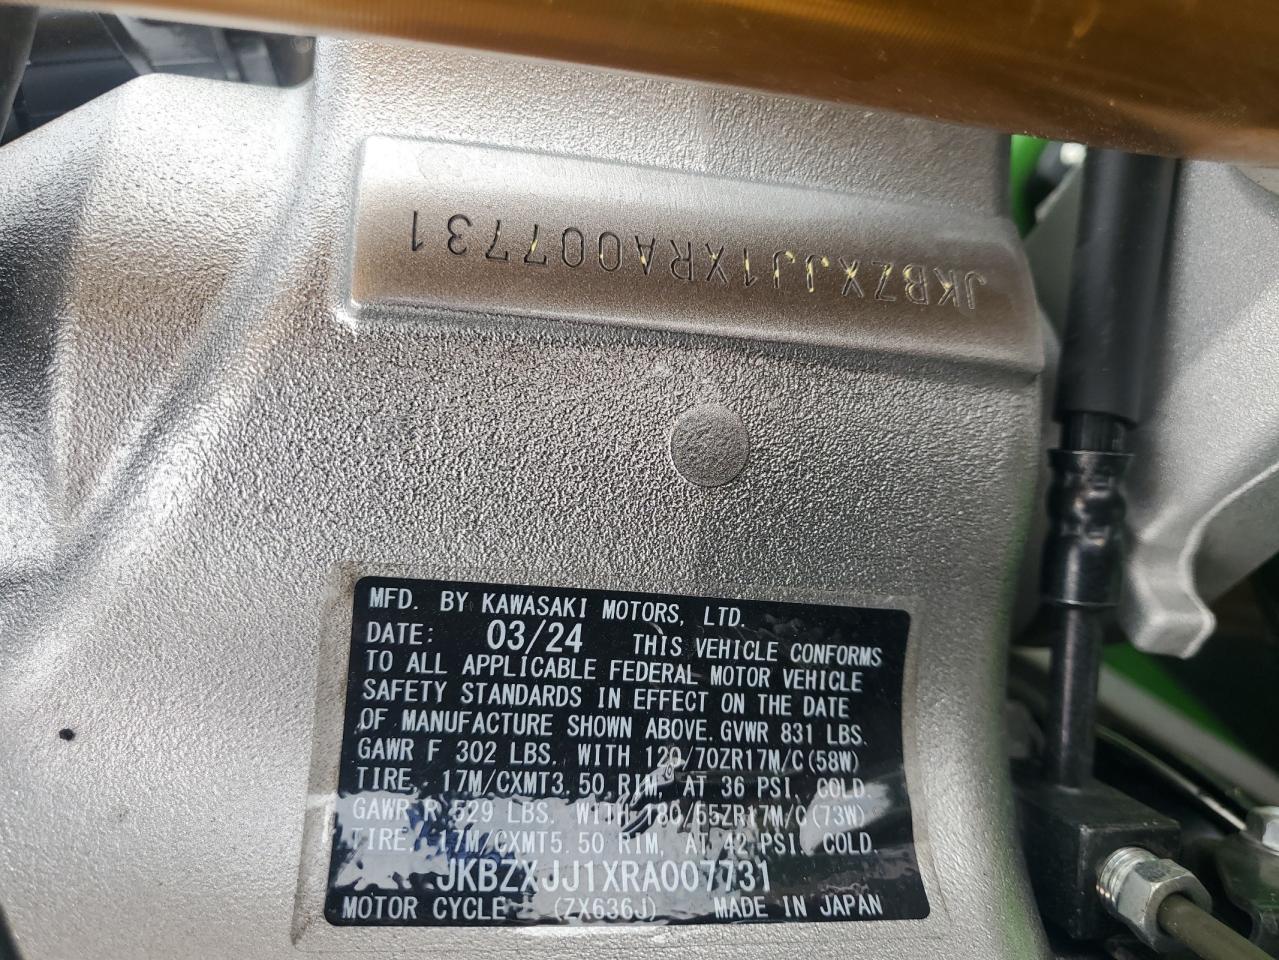 JKBZXJJ1XRA007731
MFD. BY KAWASAKI MOTORS, LTD.
DATE: 03/24 THIS VEHICLE CONFORMS
TO ALL APPLICABLE FEDERAL MOTOR VEHICLE
SAFETY STANDARDS IN EFFECT ON THE DATE
OF MANUFACTURE SHOWN ABOVE. GVWR 831 LBS.
GAWR F 302 LBS. WITH 120/70ZR17M/C(58W)
TIRE, 17M/CXMT3.50 RIM, AT 36 PSI. COLD.
GAWR R 529 LBS. WITH 180/55ZR17M/C(73W)
TIRE, 17M/CXMT5.50 RIM, AT 42 PSI. COLD.
JKBZXJJ1XRA007731
MOTOR CYCLE (ZX636J) MADE IN JAPAN